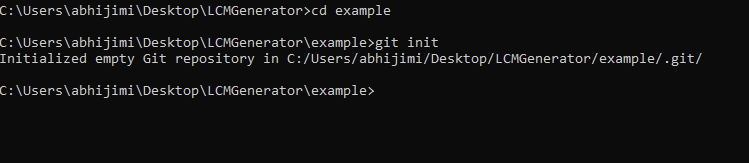 C:\Users\abhijimi\Desktop\LCMGenerator>cd example
C:\Users\abhijimi\Desktop\LCMGenerator\example>git init
Initialized empty Git repository in C:/Users/abhijimi/Desktop/LCMGenerator/example/.git/
C:\Users\abhijimi\Desktop\LCMGenerator\example>